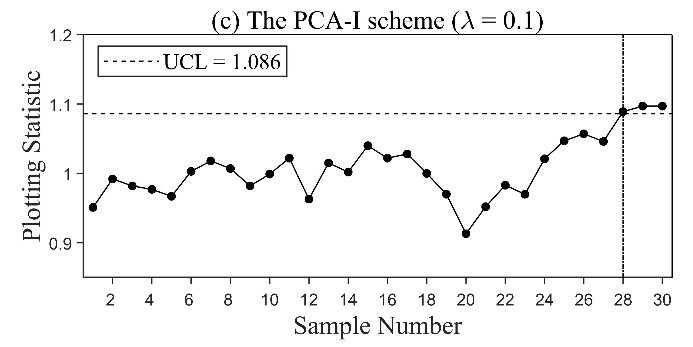 (c) The PCA-I scheme (λ = 0.1)
1.2
UCL = 1.086
1.1
1
0.9
Plotting Statistic
2 4 6 8 10 12 14 16 18 20 22 24 26 28 30
Sample Number